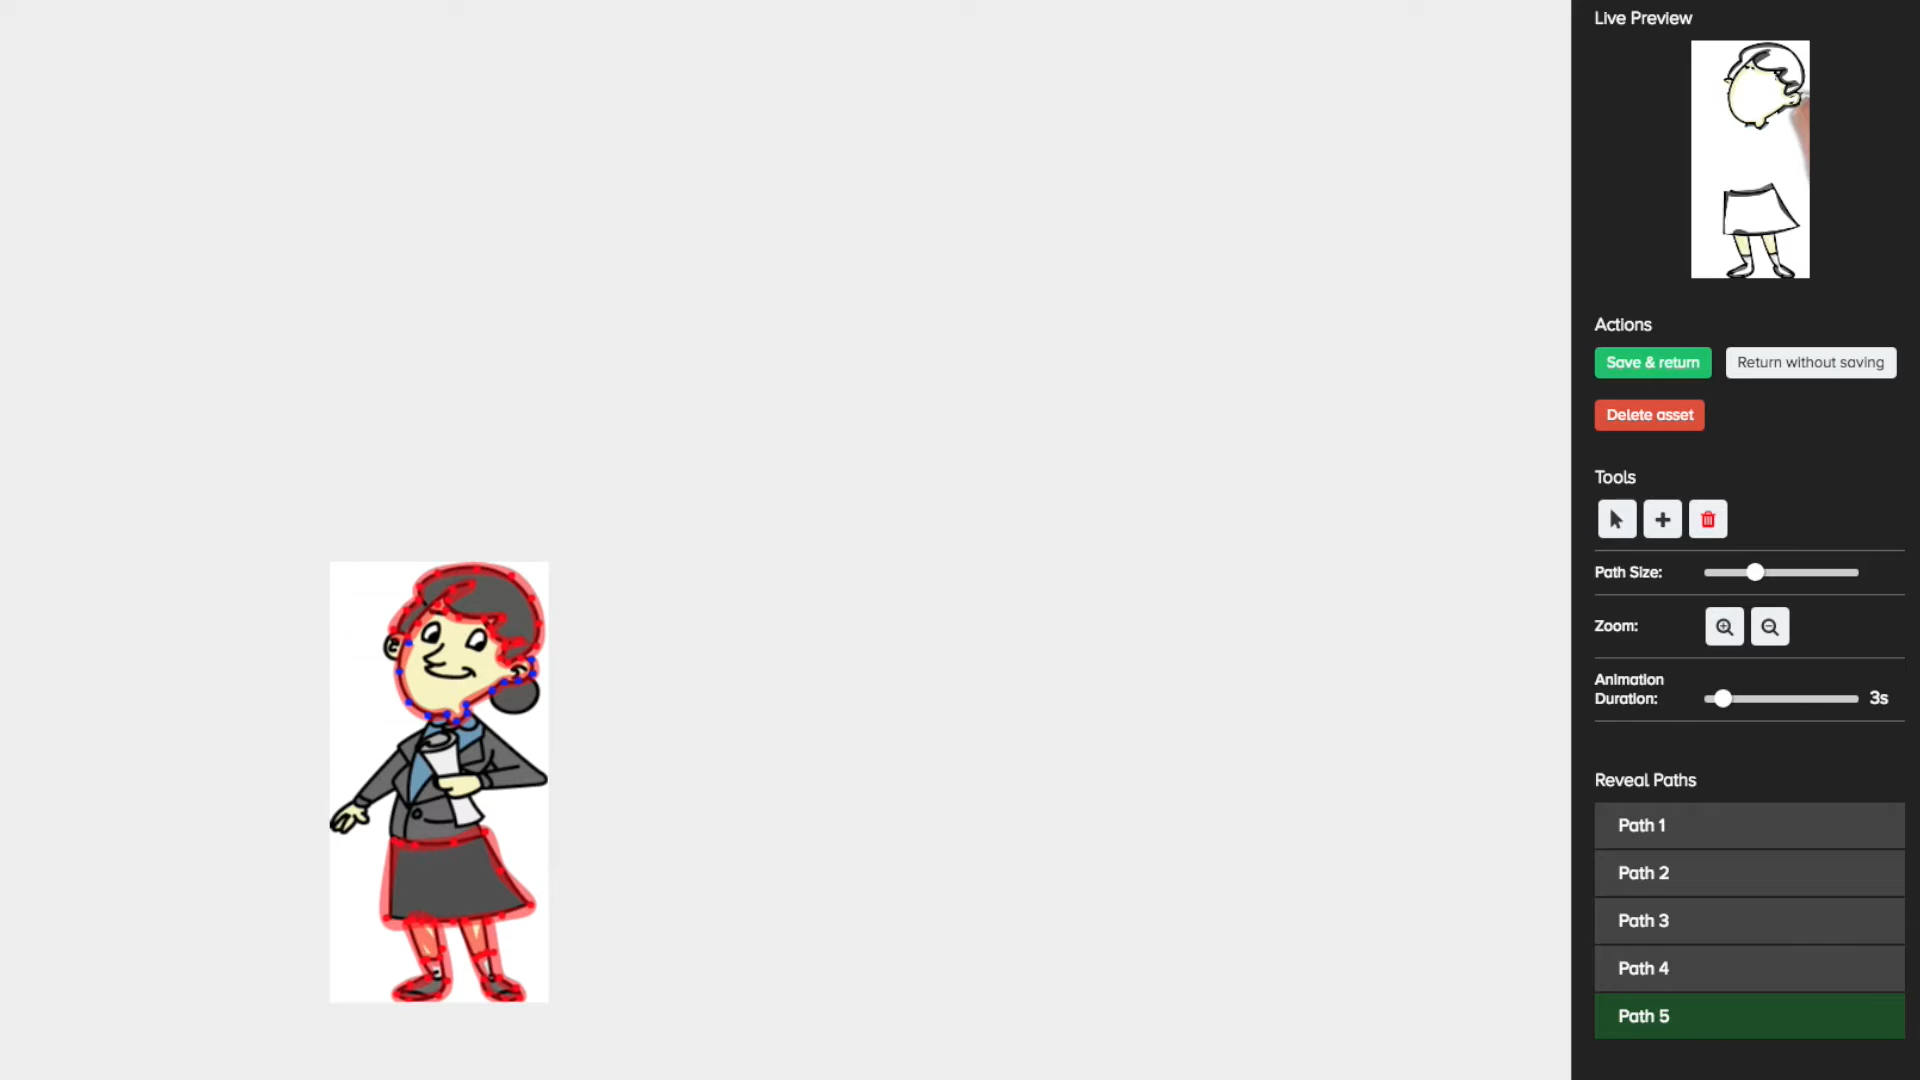 Live Preview
Actions
Save & return
Return without saving
Delete asset
Tools
Path Size:
Zoom:
Animation
Duration:
3s
Reveal Paths
Path 1
Path 2
Path 3
Path 4
Path 5